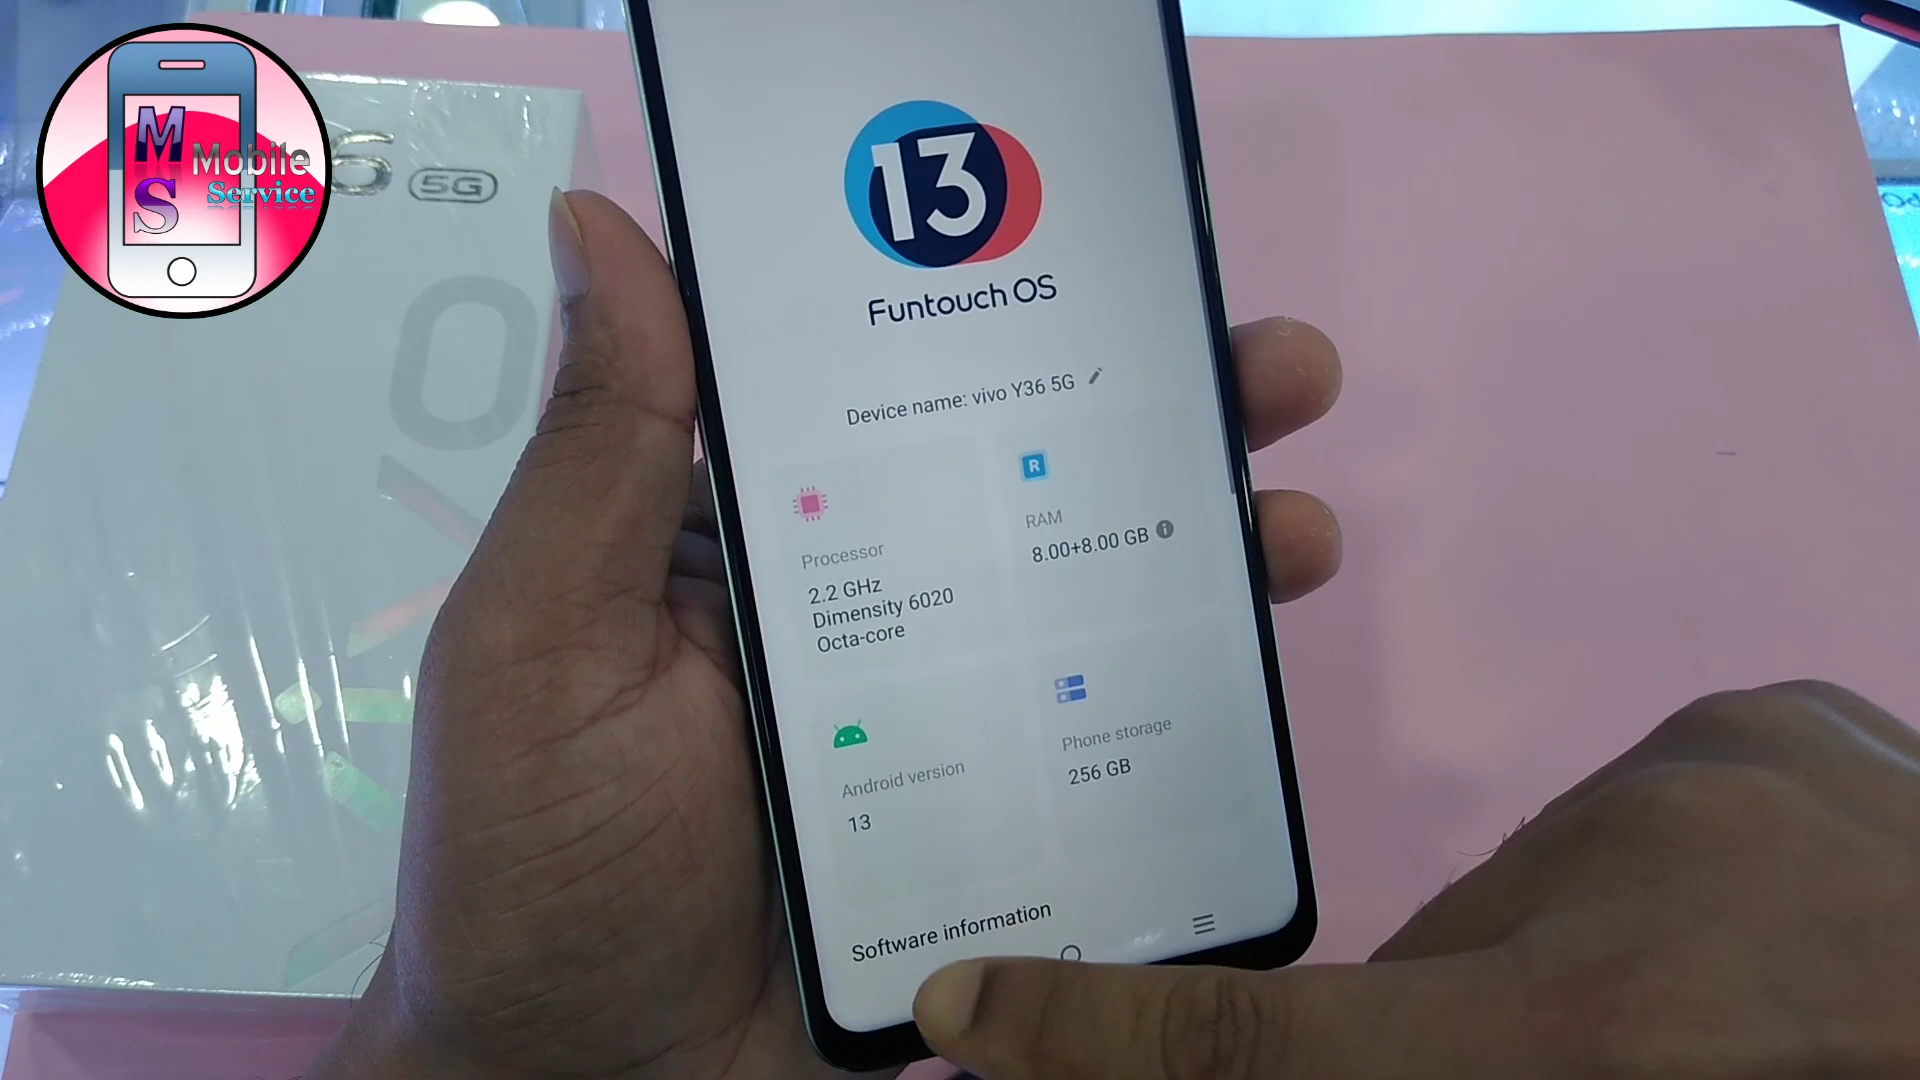 M
S
Mobile
Service
6 5G
13
Funtouch OS
Device name: vivo Y36 5G
R
RAM
8.00+8.00 GB
Processor
2.2 GHz
Dimensity 6020
Octa-core
Phone storage
256 GB
Android version
13
Software information